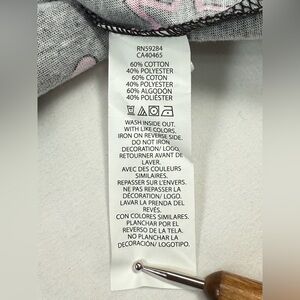 RN59284
CA40465
60% COTTON
40% POLYESTER
60% COTON
40% POLYESTER
60% ALGODÓN
40% POLIÉSTER
WASH INSIDE OUT.
WITH LIKE COLORS.
IRON ON REVERSE SIDE.
DO NOT IRON
DECORATION/ LOGO.
RETOURNER AVANT DE
LAVER.
AVEC DES COULEURS
SIMILAIRES.
REPASSER SUR L'ENVERS.
NE PAS REPASSER LA
DÉCORATION/ LOGO.
LAVAR LA PRENDA DEL
REVÉS.
CON COLORES SIMILARES.
PLANCHAR POR EL
REVERSO DE LA TELA.
NO PLANCHAR LA
DECORACIÓN/ LOGOTIPO.